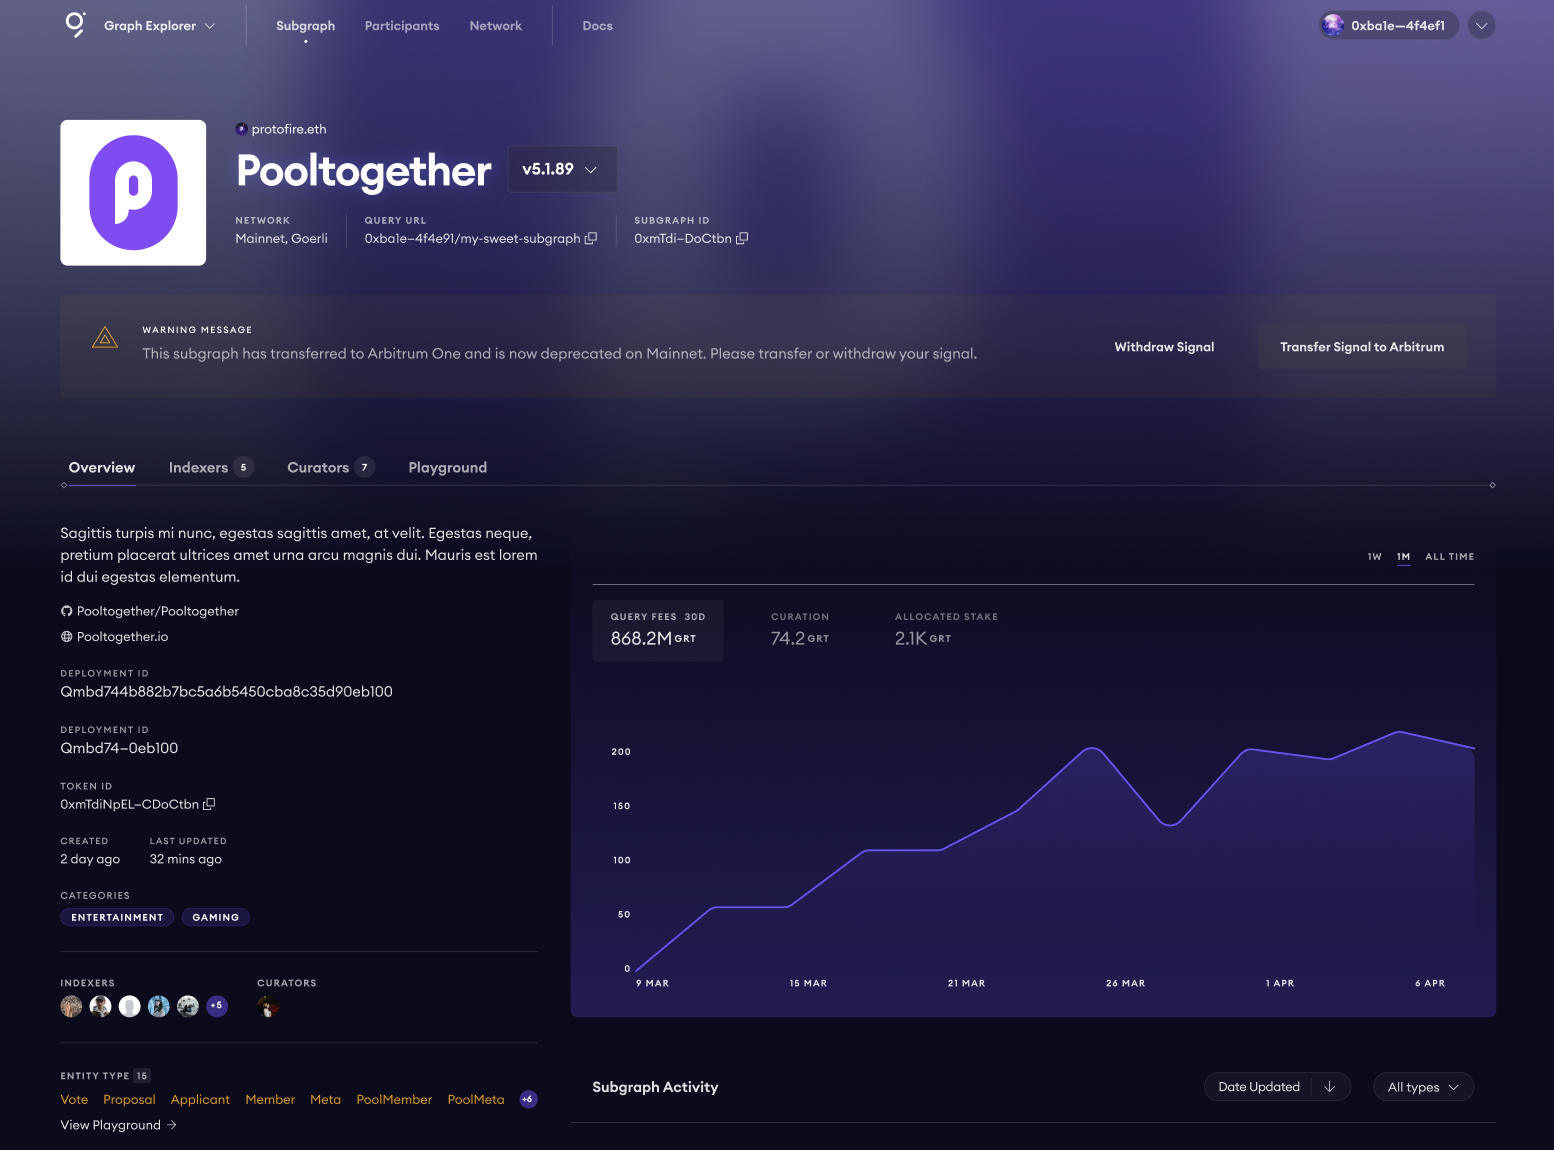 Graph Explorer Subgraph Participants Network Docs 0xba1e—4f4ef1
protofire.eth
Pooltogether v5.1.89
NETWORK QUERY URL SUBGRAPH ID
Mainnet, Goerli 0xba1e—4f4e91/my-sweet-subgraph 0xmTdi—DoCtbn
WARNING MESSAGE
This subgraph has transferred to Arbitrum One and is now deprecated on Mainnet. Please transfer or withdraw your signal.
Withdraw Signal Transfer Signal to Arbitrum
Overview Indexers 5 Curators 7 Playground
Sagittis turpis mi nunc, egestas sagittis amet, at velit. Egestas neque,
pretium placerat ultrices amet urna arcu magnis dui. Mauris est lorem
id dui egestas elementum.
Pooltogether/Pooltogether
Pooltogether.io
DEPLOYMENT ID
Qmbd744b882b7bc5a6b5450cba8c35d90eb100
DEPLOYMENT ID
Qmbd74—0eb100
TOKEN ID
0xmTdiNpEL—CDoCtbn
CREATED LAST UPDATED
2 day ago 32 mins ago
CATEGORIES
ENTERTAINMENT GAMING
INDEXERS CURATORS
+5
ENTITY TYPE 15
Vote Proposal Applicant Member Meta PoolMember PoolMeta +6
View Playground →
1W 1M ALL TIME
QUERY FEES 30D CURATION ALLOCATED STAKE
868.2M GRT 74.2 GRT 2.1K GRT
200
150
100
50
0
9 MAR 15 MAR 21 MAR 26 MAR 1 APR 6 APR
Subgraph Activity Date Updated ↓ All types